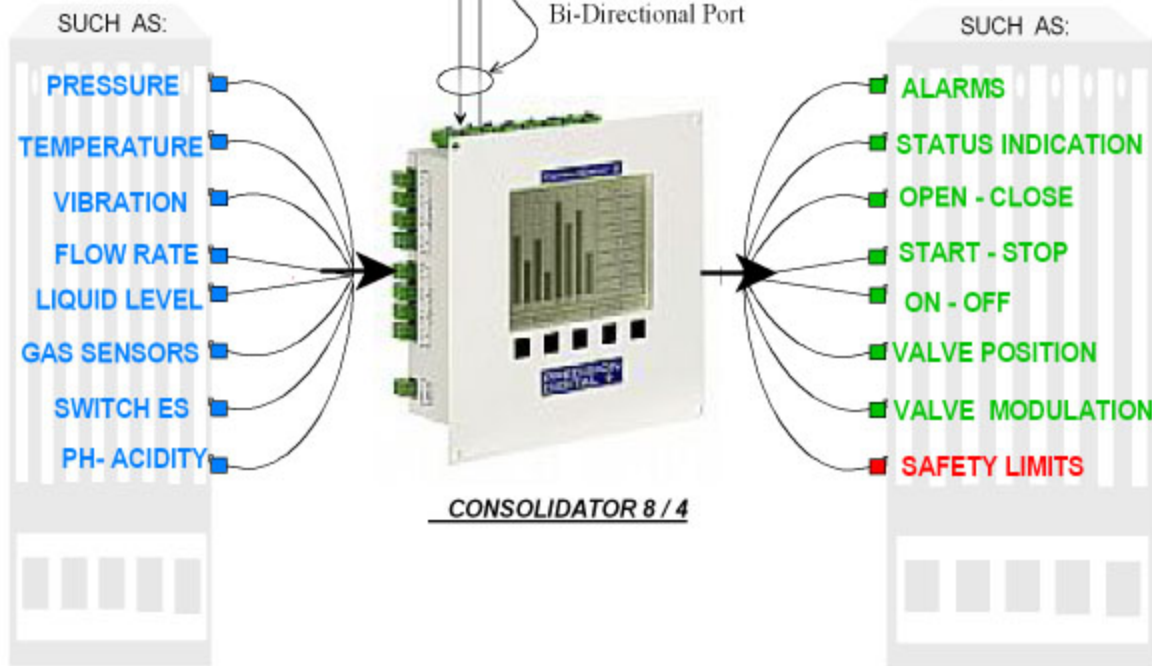 SUCH AS:
Bi-Directional Port
SUCH AS:
PRESSURE
TEMPERATURE
VIBRATION
FLOW RATE
LIQUID LEVEL
GAS SENSORS
SWITCH ES
PH- ACIDITY
PRECISION
DIGITAL +
CONSOLIDATOR 8 / 4
ALARMS
STATUS INDICATION
OPEN - CLOSE
START - STOP
ON - OFF
VALVE POSITION
VALVE MODULATION
SAFETY LIMITS